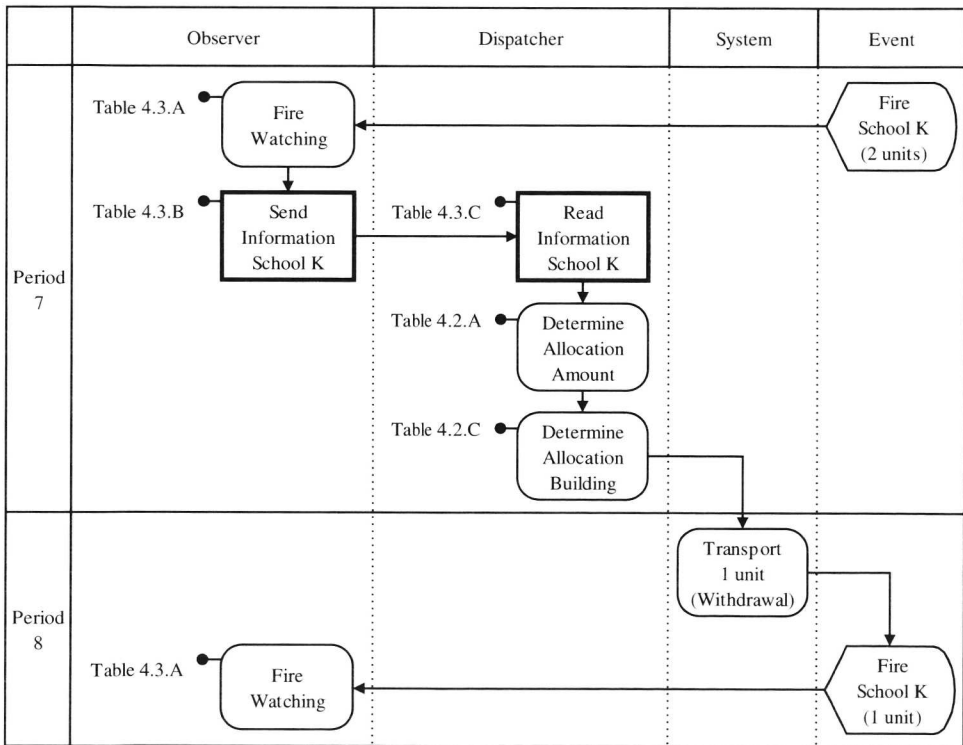 Observer
Dispatcher
System
Event
Period
7
Table 4.3.A
Fire
Watching
Fire
School K
(2 units)
Table 4.3.B
Send
Information
School K
Table 4.3.C
Read
Information
School K
Table 4.2.A
Determine
Allocation
Amount
Table 4.2.C
Determine
Allocation
Building
Period
8
Transport
1 unit
(Withdrawal)
Table 4.3.A
Fire
Watching
Fire
School K
(1 unit)